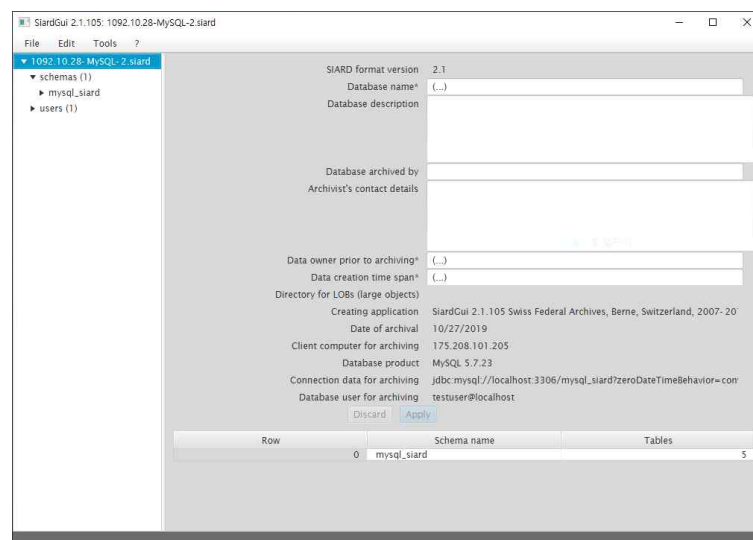 SiardGui 2.1.105: 1092.10.28-MySQL-2.siard
File Edit Tools ?
1092.10.28-MySQL-2.siard
schemas (1)
mysql_siard
users (1)
SIARD format version 2.1
Database name* (...)
Database description
Database archived by
Archivist's contact details
Data owner prior to archiving* (...)
Data creation time span* (...)
Directory for LOBs (large objects)
Creating application SiardGui 2.1.105 Swiss Federal Archives, Berne, Switzerland, 2007-20
Date of archival 10/27/2019
Client computer for archiving 175.208.101.205
Database product MySQL 5.7.23
Connection data for archiving jdbc:mysql://localhost:3306/mysql_siard?zeroDateTimeBehavior=con
Database user for archiving testuser@localhost
Discard Apply
Row Schema name Tables
0 mysql_siard 5